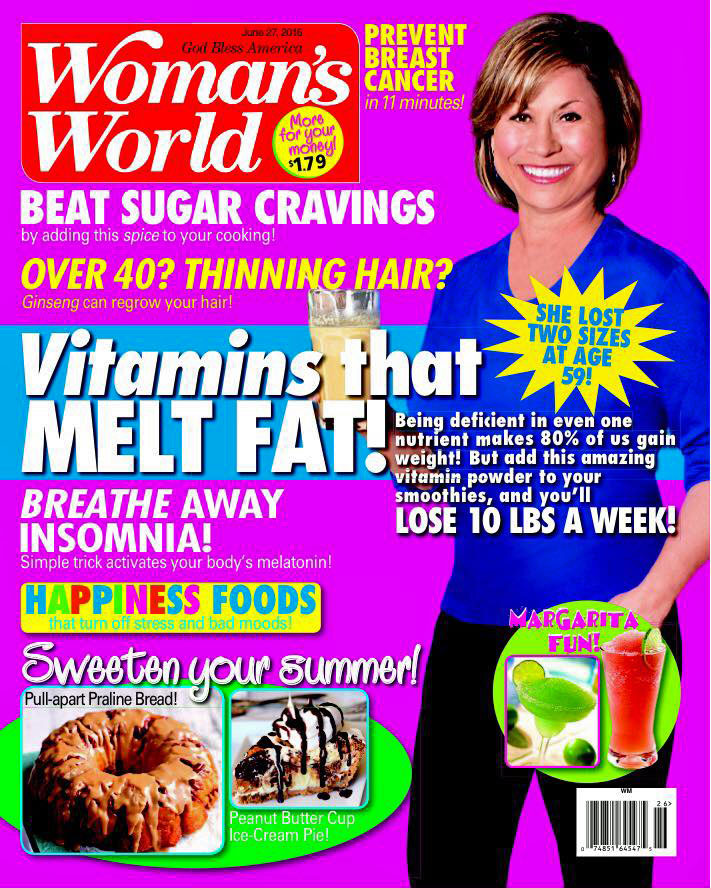 June 27, 2016
God Bless America
Woman's
World
More
for your
money!
$1.79
PREVENT
BREAST
CANCER
in 11 minutes!
BEAT SUGAR CRAVINGS
by adding this spice to your cooking!
OVER 40? THINNING HAIR?
Ginseng can regrow your hair!
SHE LOST
TWO SIZES
AT AGE
59!
Vitamins that
MELT FAT!
Being deficient in even one
nutrient makes 80% of us gain
weight! But add this amazing
vitamin powder to your
smoothies, and you'll
LOSE 10 LBS A WEEK!
BREATHE AWAY
INSOMNIA!
Simple trick activates your body's melatonin!
HAPPINESS FOODS
that turn off stress and bad moods!
MARGARITA
FUN!
Sweeten your summer!
Pull-apart Praline Bread!
Peanut Butter Cup
Ice-Cream Pie!
WM
26>
0 74851 64547 5